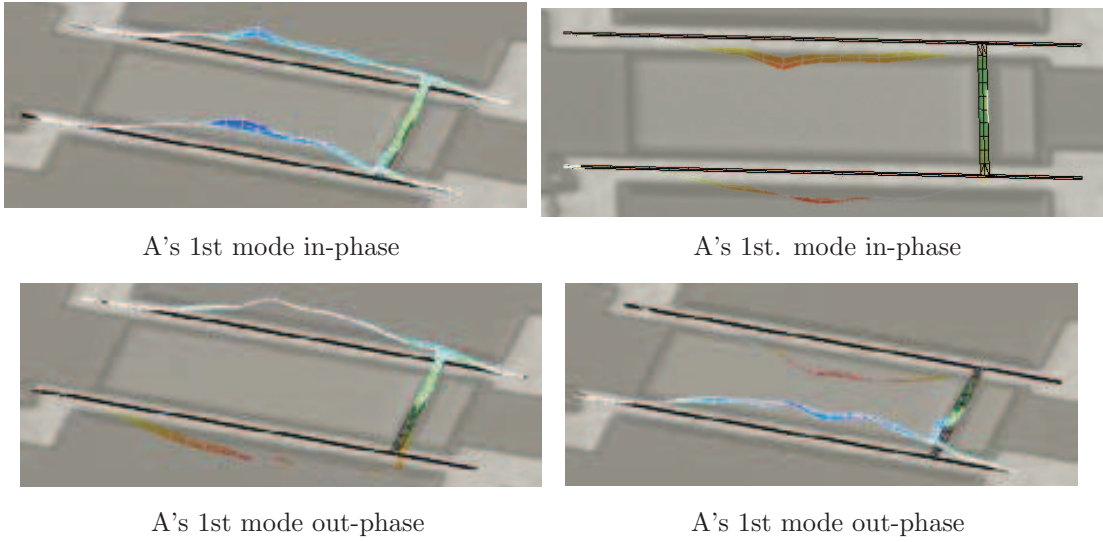 A's 1st mode in-phase
A's 1st. mode in-phase
A's 1st mode out-phase
A's 1st mode out-phase